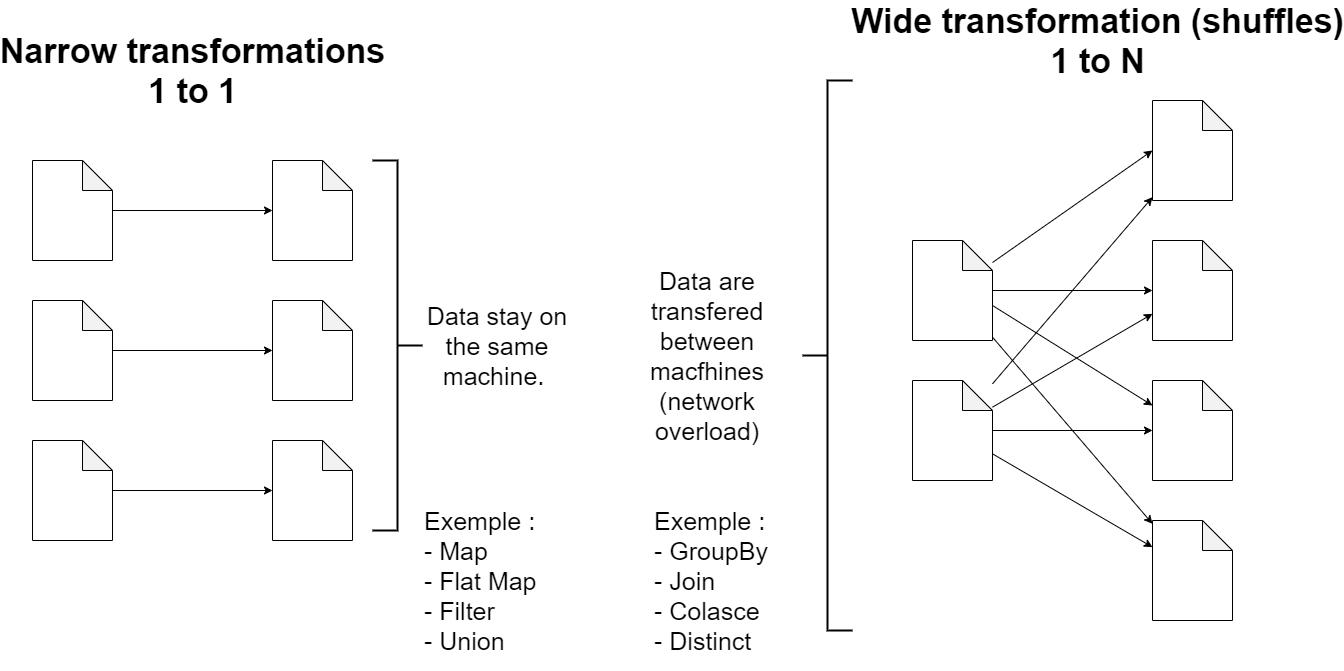 Narrow transformations
1 to 1
Data stay on
the same
machine.
Exemple :
- Map
- Flat Map
- Filter
- Union
Wide transformation (shuffles)
1 to N
Data are
transfered
between
macfhines
(network
overload)
Exemple :
- GroupBy
- Join
- Colasce
- Distinct